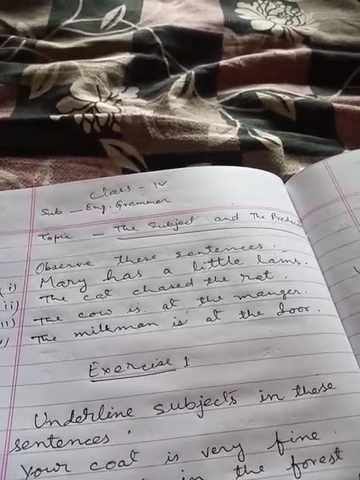 Class - IV
Sub - Eng. Grammar
Topic - The Subject and The Predica
Observe these sentences.
i) Mary has a little lamb.
ii) The cat chased the rat.
iii) The cow is at the manger.
The milkman is at the door.
Exercise 1
Underline subjects in these
sentences.
Your coat is very fine.
in the forest